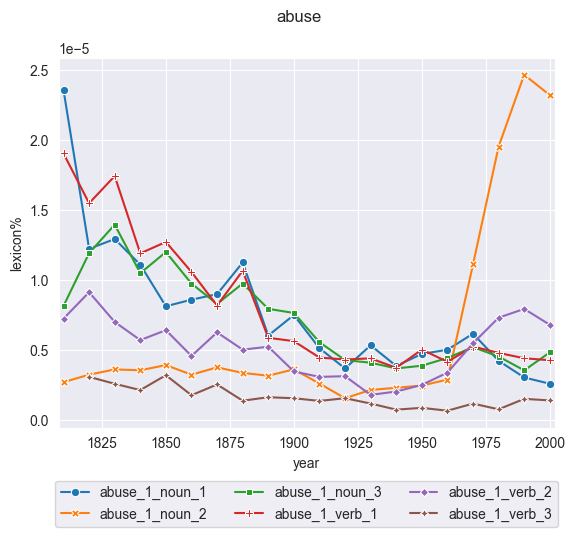 abuse
1e−5
2.5
2.0
1.5
1.0
0.5
0.0
lexicon%
1825 1850 1875 1900 1925 1950 1975 2000
year
abuse_1_noun_1 abuse_1_noun_3 abuse_1_verb_2
abuse_1_noun_2 abuse_1_verb_1 abuse_1_verb_3